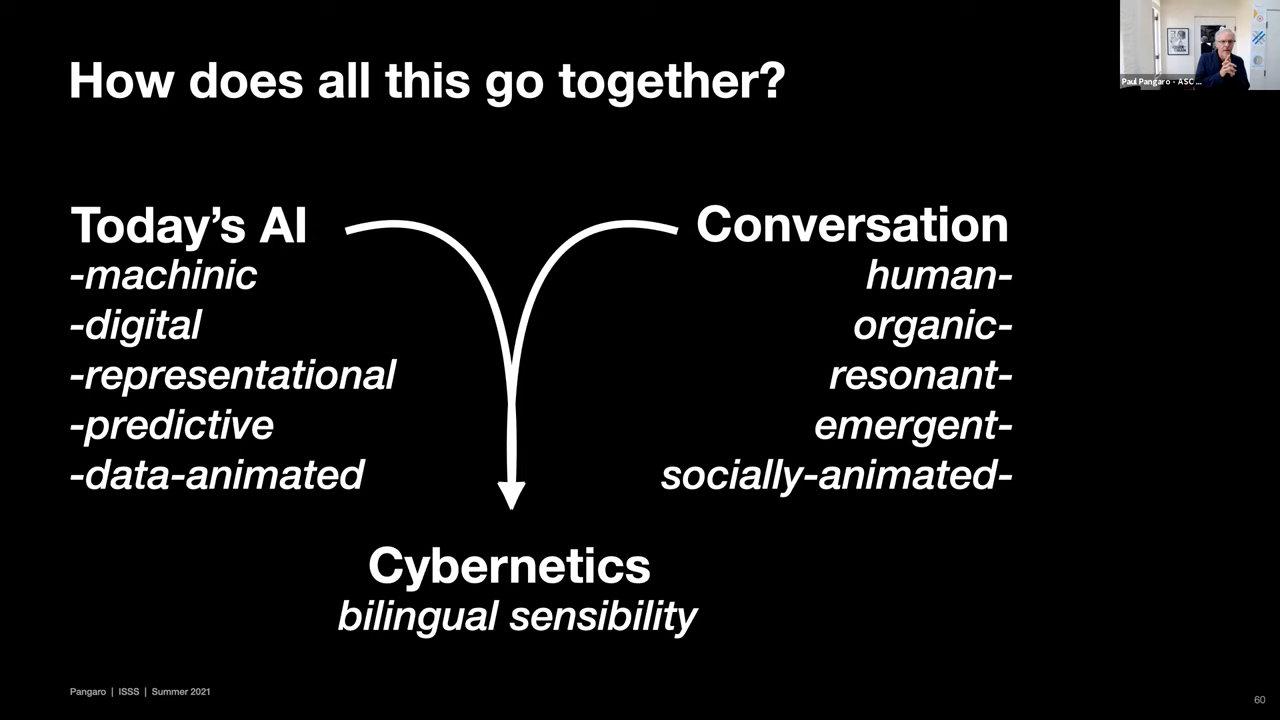 How does all this go together?
Paul Pangaro - ASC ...
Today's AI
-machinic
-digital
-representational
-predictive
-data-animated
Conversation
human-
organic-
resonant-
emergent-
socially-animated-
Cybernetics
bilingual sensibility
Pangaro | ISSS | Summer 2021
60